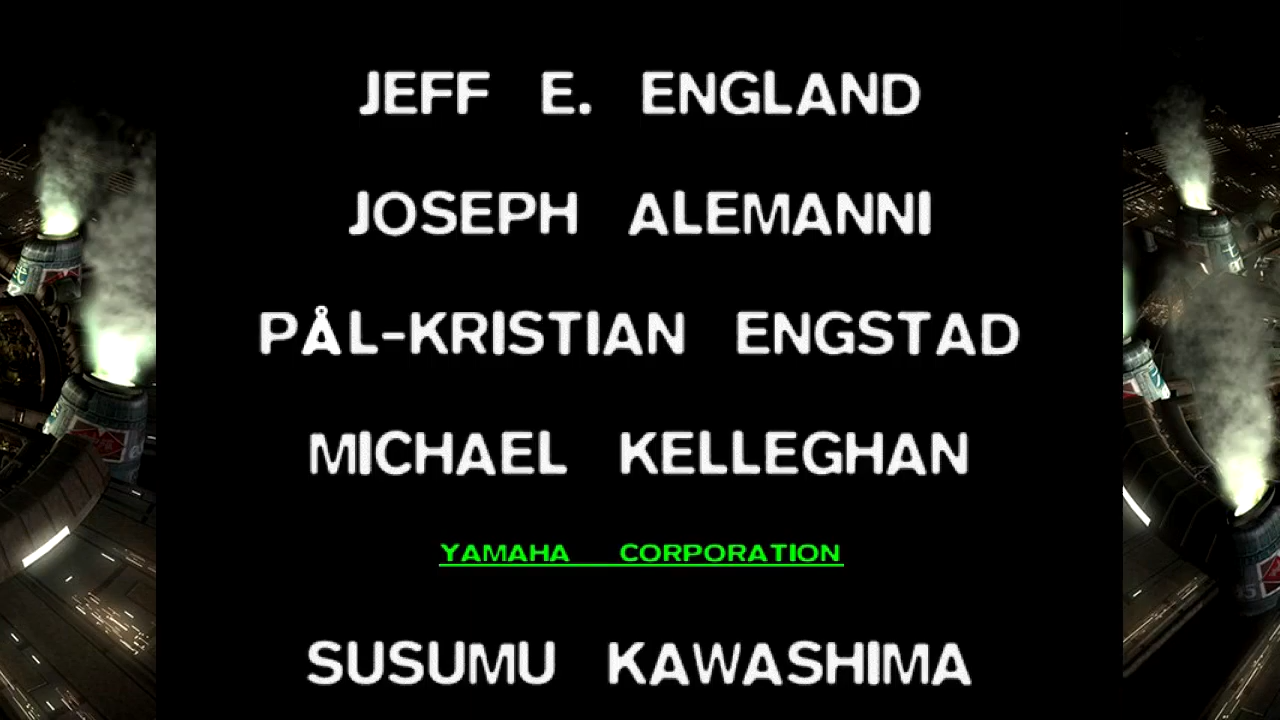 JEFF E. ENGLAND
JOSEPH ALEMANNI
PÅL-KRISTIAN ENGSTAD
MICHAEL KELLEGHAN
YAMAHA CORPORATION
SUSUMU KAWASHIMA